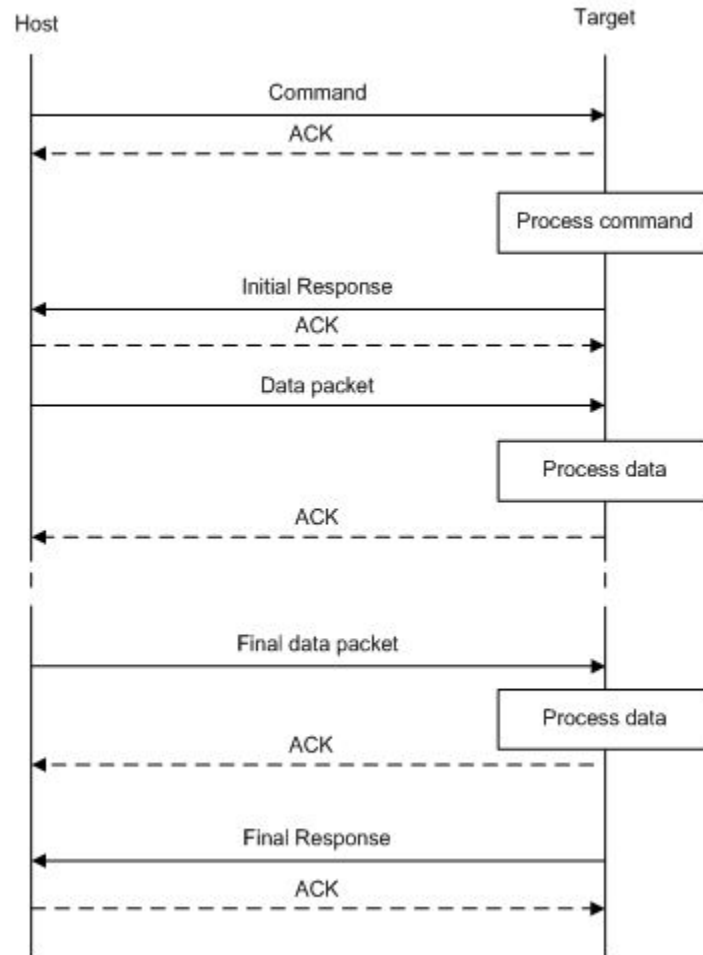 Host
Target
Command
ACK
Process command
Initial Response
ACK
Data packet
Process data
ACK
Final data packet
Process data
ACK
Final Response
ACK